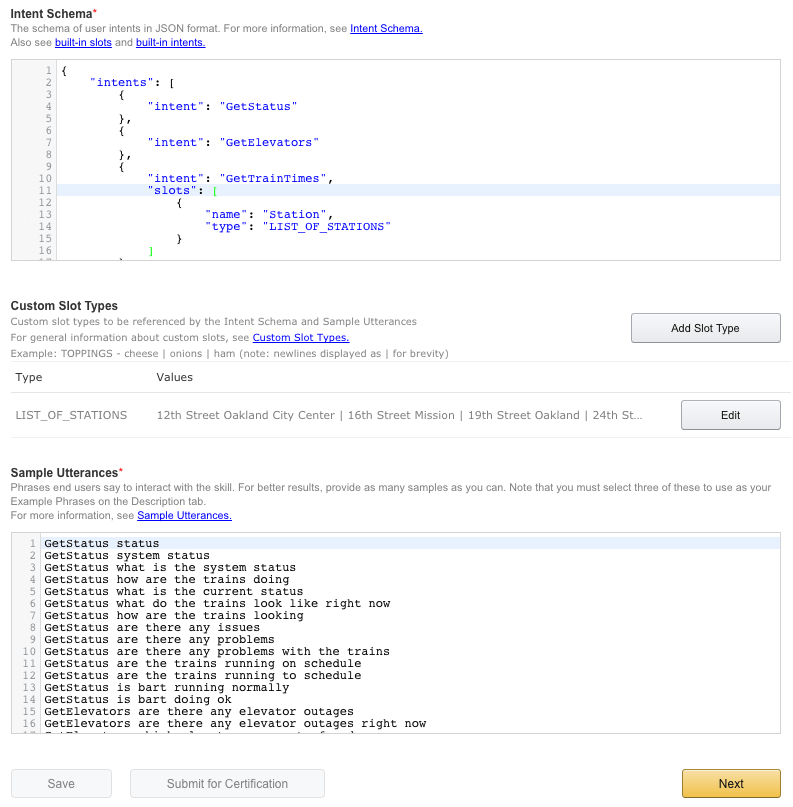 Intent Schema*
The schema of user intents in JSON format. For more information, see Intent Schema.
Also see built-in slots and built-in intents.
1 {
2 "intents": [
3 {
4 "intent": "GetStatus"
5 },
6 {
7 "intent": "GetElevators"
8 },
9 {
10 "intent": "GetTrainTimes",
11 "slots": [
12 {
13 "name": "Station",
14 "type": "LIST_OF_STATIONS"
15 }
16 ]
Custom Slot Types
Custom slot types to be referenced by the Intent Schema and Sample Utterances
For general information about custom slots, see Custom Slot Types.
Example: TOPPINGS - cheese | onions | ham (note: newlines displayed as | for brevity)
Add Slot Type
Type Values
LIST_OF_STATIONS 12th Street Oakland City Center | 16th Street Mission | 19th Street Oakland | 24th St... Edit
Sample Utterances*
Phrases end users say to interact with the skill. For better results, provide as many samples as you can. Note that you must select three of these to use as your
Example Phrases on the Description tab.
For more information, see Sample Utterances.
1 GetStatus status
2 GetStatus system status
3 GetStatus what is the system status
4 GetStatus how are the trains doing
5 GetStatus what is the current status
6 GetStatus what do the trains look like right now
7 GetStatus how are the trains looking
8 GetStatus are there any issues
9 GetStatus are there any problems
10 GetStatus are there any problems with the trains
11 GetStatus are the trains running on schedule
12 GetStatus are the trains running to schedule
13 GetStatus is bart running normally
14 GetStatus is bart doing ok
15 GetElevators are there any elevator outages
16 GetElevators are there any elevator outages right now
Save Submit for Certification Next